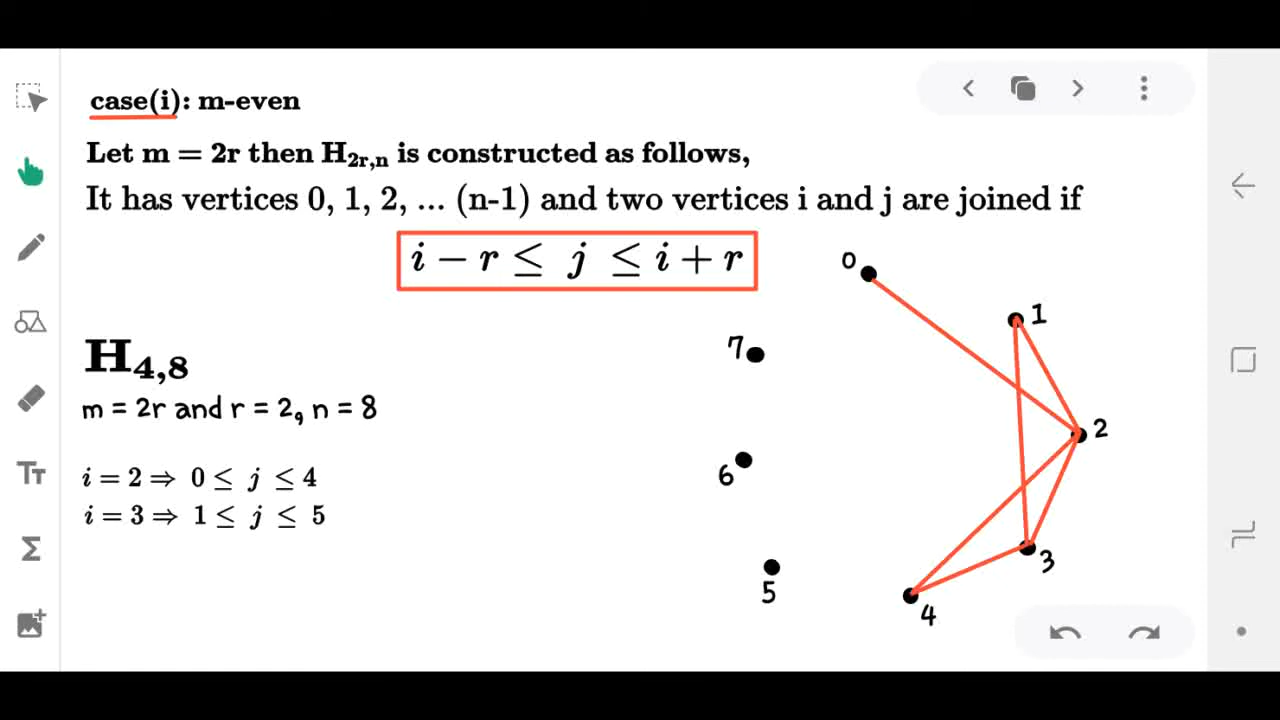 case(i): m-even
Let m = 2r then H2r,n is constructed as follows,
It has vertices 0, 1, 2, ... (n-1) and two vertices i and j are joined if
i − r ≤ j ≤ i + r
0
1
H4,8
7
m = 2r and r = 2, n = 8
2
i = 2 ⇒ 0 ≤ j ≤ 4
6
i = 3 ⇒ 1 ≤ j ≤ 5
3
5
4
TT
Σ